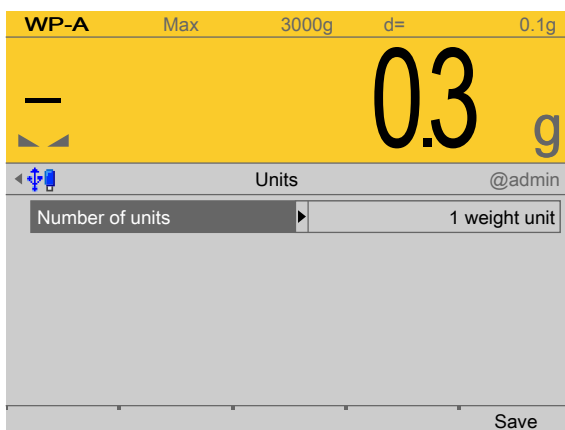 WP-A Max 3000g d= 0.1g
– 0.3 g
Units @admin
Number of units 1 weight unit
Save